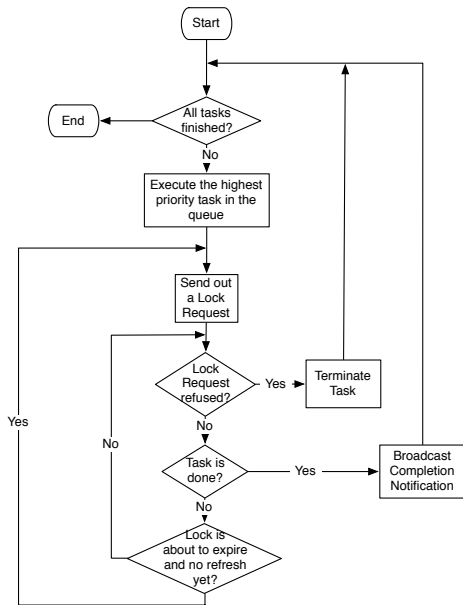 Start
All tasks
finished?
End
No
Execute the highest
priority task in the
queue
Send out
a Lock
Request
Lock
Request
refused?
Yes
Terminate
Task
Yes
No
No
Task is
done?
Yes
Broadcast
Completion
Notification
No
Lock is
about to expire
and no refresh
yet?